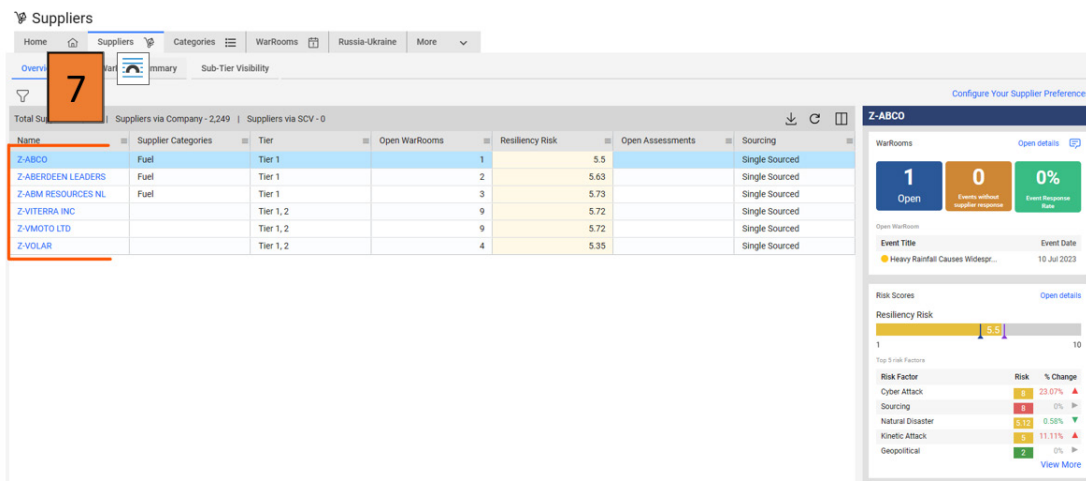 Suppliers
Home Suppliers Categories WarRooms Russia-Ukraine More
Overvi mmary Sub-Tier Visibility
7
Configure Your Supplier Preference
Total Su | Suppliers via Company - 2,249 | Suppliers via SCV - 0
Name Supplier Categories Tier Open WarRooms Resiliency Risk Open Assessments Sourcing
Z-ABCO Fuel Tier 1 1 5.5 Single Sourced
Z-ABERDEEN LEADERS Fuel Tier 1 2 5.63 Single Sourced
Z-ABM RESOURCES NL Fuel Tier 1 3 5.73 Single Sourced
Z-VITERRA INC Tier 1, 2 9 5.72 Single Sourced
Z-VMOTO LTD Tier 1, 2 9 5.72 Single Sourced
Z-VOLAR Tier 1, 2 4 5.35 Single Sourced
Z-ABCO
WarRooms Open details
1 0 0%
Open Events without supplier response Event Response Rate
Open WarRoom
Event Title Event Date
Heavy Rainfall Causes Widespr... 10 Jul 2023
Risk Scores Open details
Resiliency Risk
5.5
1 10
Top 5 risk Factors
Risk Factor Risk % Change
Cyber Attack 8 23.07%
Sourcing 8 0%
Natural Disaster 5.12 0.58%
Kinetic Attack 5 11.11%
Geopolitical 2 0%
View More